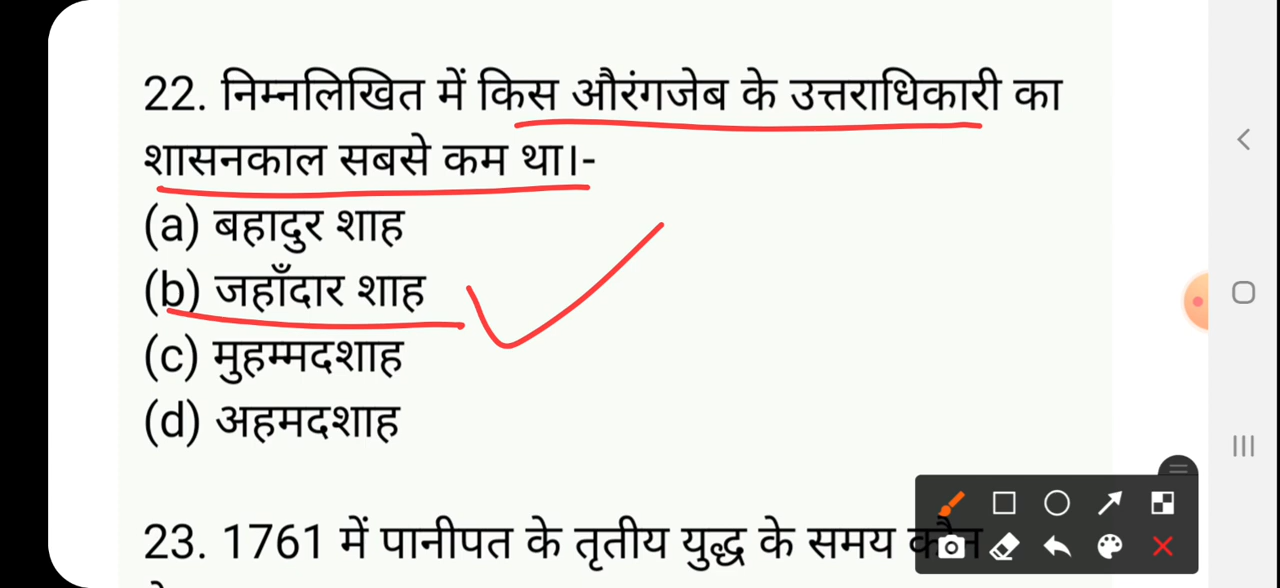 22. निम्नलिखित में किस औरंगजेब के उत्तराधिकारी का
शासनकाल सबसे कम था।-
(a) बहादुर शाह
(b) जहाँदार शाह
(c) मुहम्मदशाह
(d) अहमदशाह
23. 1761 में पानीपत के तृतीय युद्ध के समय कौन